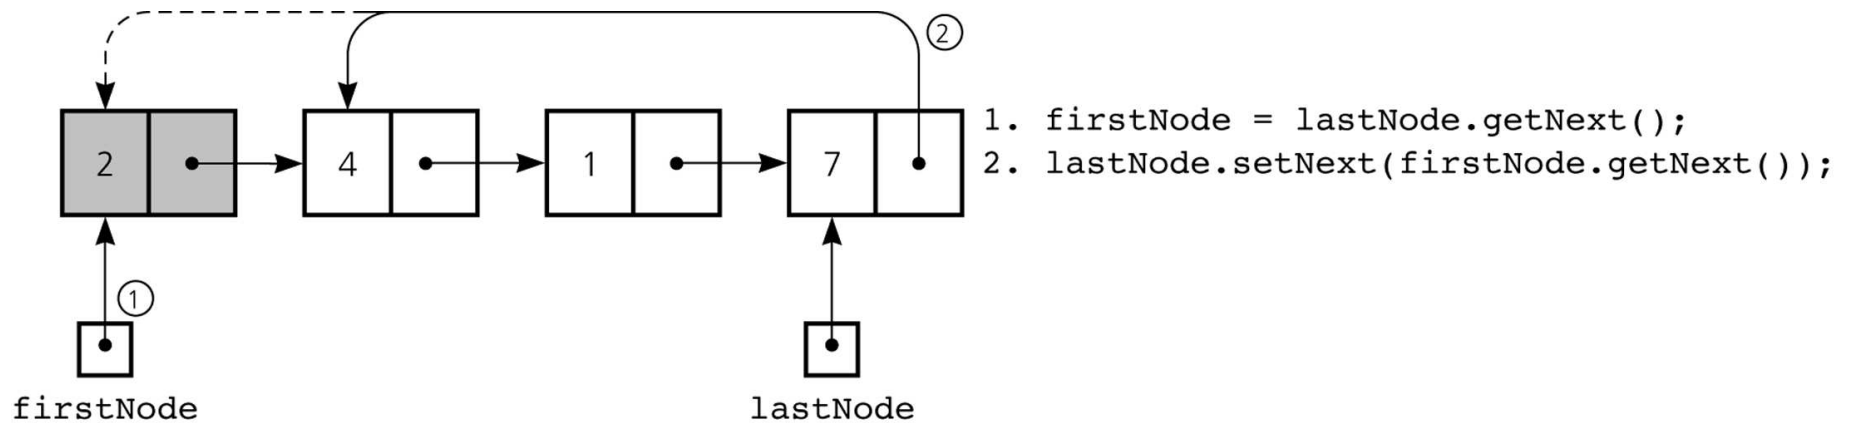 ②
1. firstNode = lastNode.getNext();
2 4 1 7
2. lastNode.setNext(firstNode.getNext());
①
firstNode lastNode